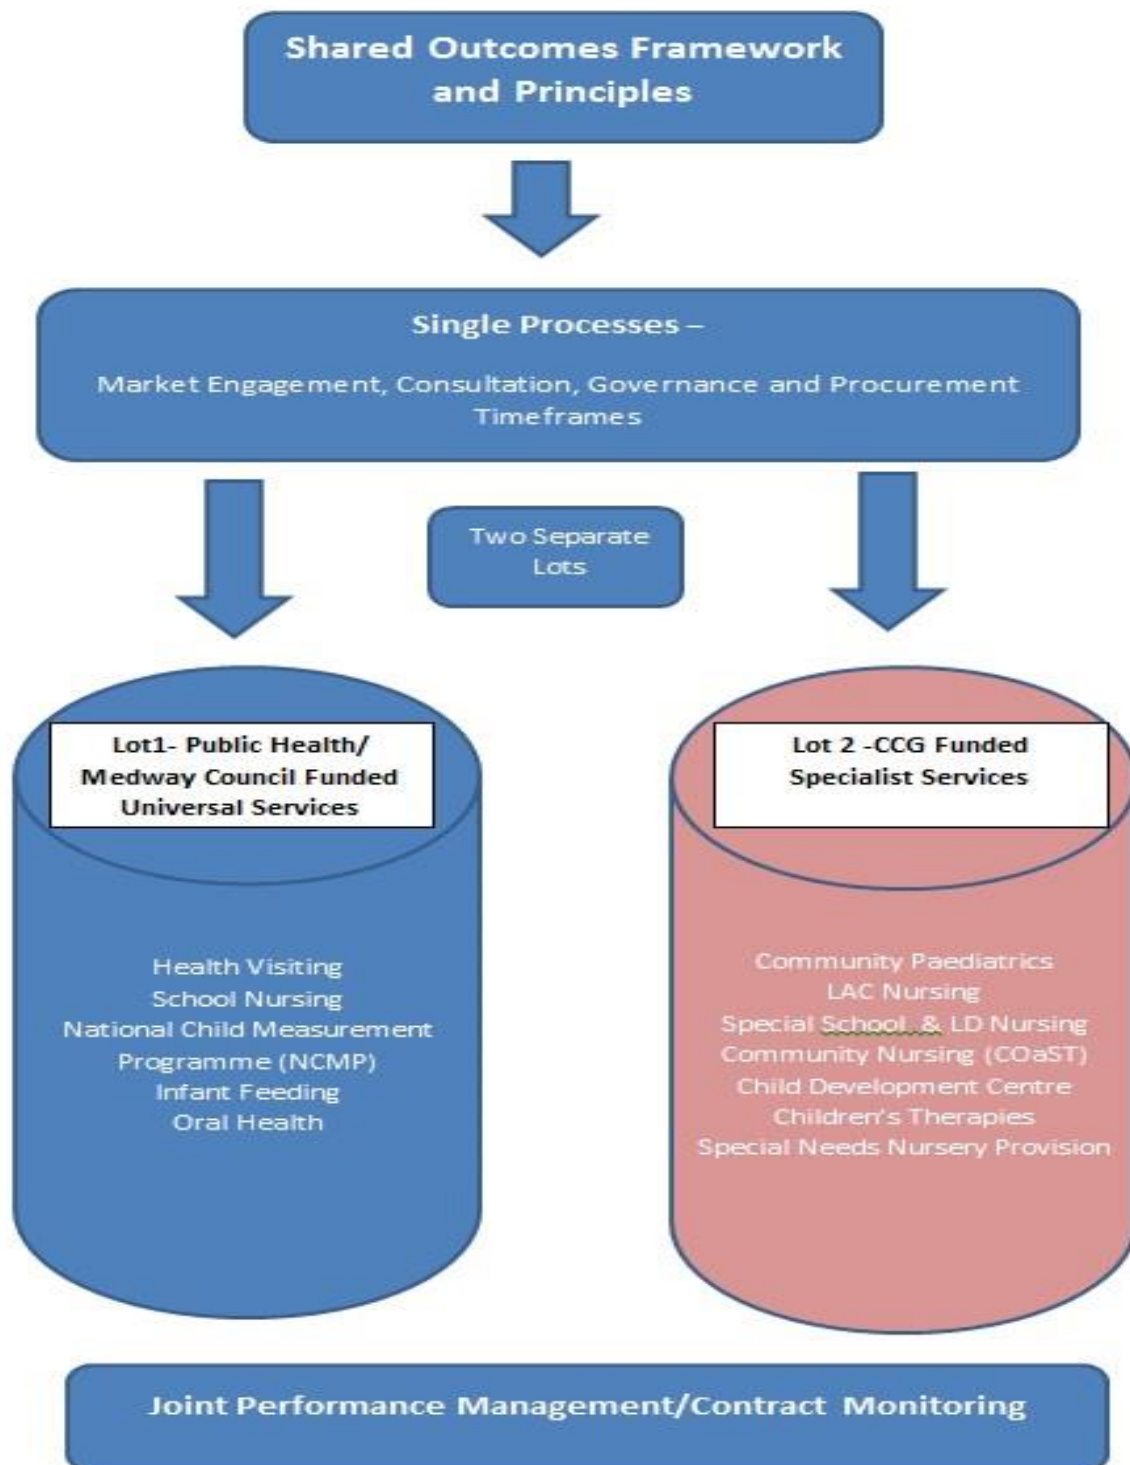 Shared Outcomes Framework
and Principles
Single Processes –
Market Engagement, Consultation, Governance and Procurement
Timeframes
Two Separate
Lots
Lot1- Public Health/
Medway Council Funded
Universal Services
Health Visiting
School Nursing
National Child Measurement
Programme (NCMP)
Infant Feeding
Oral Health
Lot 2 -CCG Funded
Specialist Services
Community Paediatrics
LAC Nursing
Special School & LD Nursing
Community Nursing (COaST)
Child Development Centre
Children's Therapies
Special Needs Nursery Provision
Joint Performance Management/Contract Monitoring